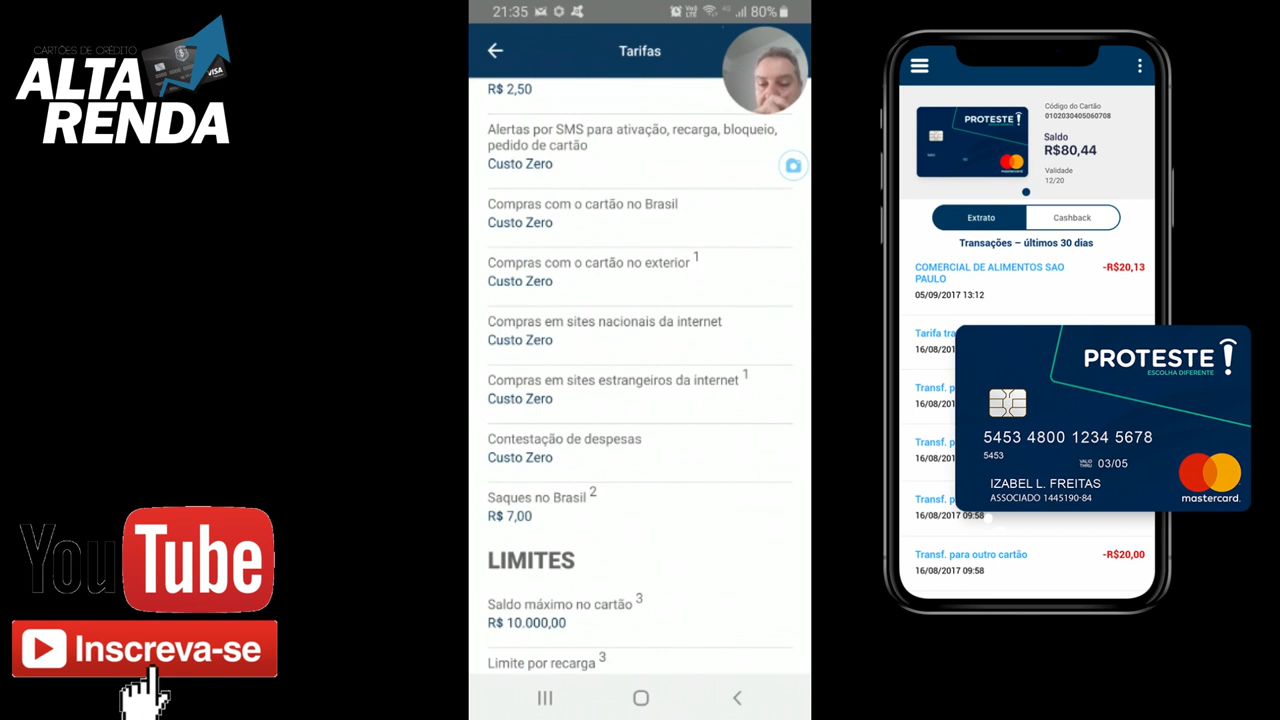 CARTÕES DE CRÉDITO
ALTA
RENDA
VISA
YouTube
Inscreva-se
21:35
80%
Tarifas
R$ 2,50
Alertas por SMS para ativação, recarga, bloqueio,
pedido de cartão
Custo Zero
Compras com o cartão no Brasil
Custo Zero
Compras com o cartão no exterior 1
Custo Zero
Compras em sites nacionais da internet
Custo Zero
Compras em sites estrangeiros da internet 1
Custo Zero
Contestação de despesas
Custo Zero
Saques no Brasil 2
R$ 7,00
LIMITES
Saldo máximo no cartão 3
R$ 10.000,00
Limite por recarga 3
PROTESTE!
mastercard
Código do Cartão
0102030405060708
Saldo
R$80,44
Validade
12/20
Extrato
Cashback
Transações – últimos 30 dias
COMERCIAL DE ALIMENTOS SAO
PAULO
-R$20,13
05/09/2017 13:12
Tarifa tra
16/08/201
Transf. p
16/08/201
Transf. p
16/08/201
Transf. p
16/08/2017 09:58
Transf. para outro cartão
-R$20,00
16/08/2017 09:58
PROTESTE!
ESCOLHA DIFERENTE
5453 4800 1234 5678
5453
VALID THRU 03/05
IZABEL L. FREITAS
ASSOCIADO 1445190-84
mastercard.